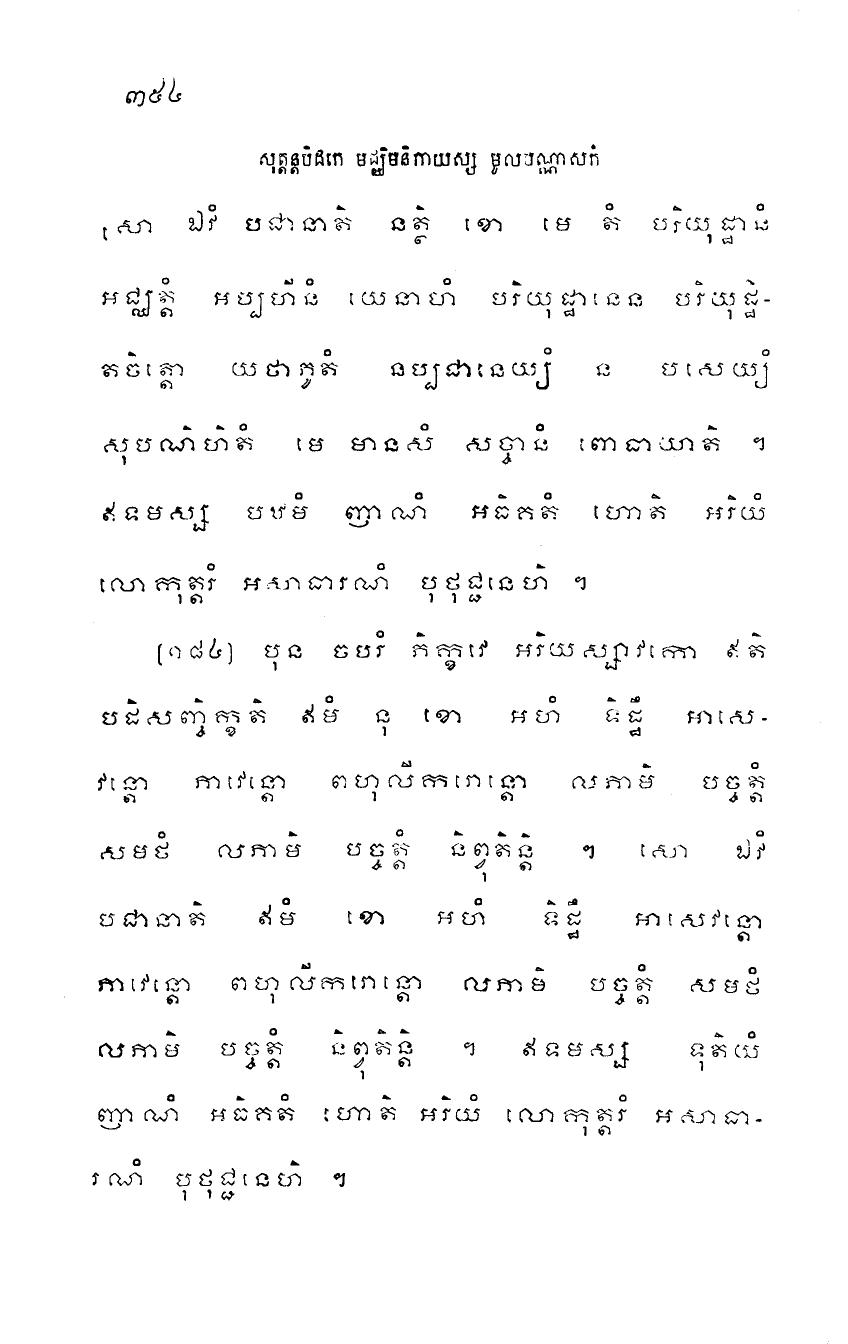 ៣៥៤
សុត្តន្តបិដកេ មជ្ឈិមនិកាយស្ស មូលបណ្ណាសកំ
សោ ឯវំ បជានាតិ នត្ថិ ខោ មេ តំ បរិយុដ្ឋានំ
អជ្ឈត្តំ អប្បហីនំ យេនាហំ បរិយុដ្ឋានេន បរិយុដ្ឋិ-
តចិត្តោ យថាភូតំ នប្បជានេយ្យំ ន បសេយ្យំ
សុបណិហិតំ មេ មានសំ សច្ចានំ ពោធាយាតិ ។
ឥទមស្ស បឋមំ ញាណំ អធិគតំ ហោតិ អរិយំ
លោកុត្តរំ អសាធារណំ បុថុជ្ជនេហិ ។
[១៨៤] បុន ចបរំ ភិក្ខវេ អរិយស្សាវកោ ឥតិ
បដិសញ្ចិក្ខតិ ឥមំ នុ ខោ អហំ ទិដ្ឋឹ អាសេ-
វន្តោ ភាវេន្តោ ពហុលីករោន្តោ លភាមិ បច្ចត្តំ
សមថំ លភាមិ បច្ចត្តំ និព្វុតិន្តិ ។ សោ ឯវំ
បជានាតិ ឥមំ ខោ អហំ ទិដ្ឋឹ អាសេវន្តោ
ភាវេន្តោ ពហុលីករោន្តោ លភាមិ បច្ចត្តំ សមថំ
លភាមិ បច្ចត្តំ និព្វុតិន្តិ ។ ឥទមស្ស ទុតិយំ
ញាណំ អធិគតំ ហោតិ អរិយំ លោកុត្តរំ អសាធា-
រណំ បុថុជ្ជនេហិ ។